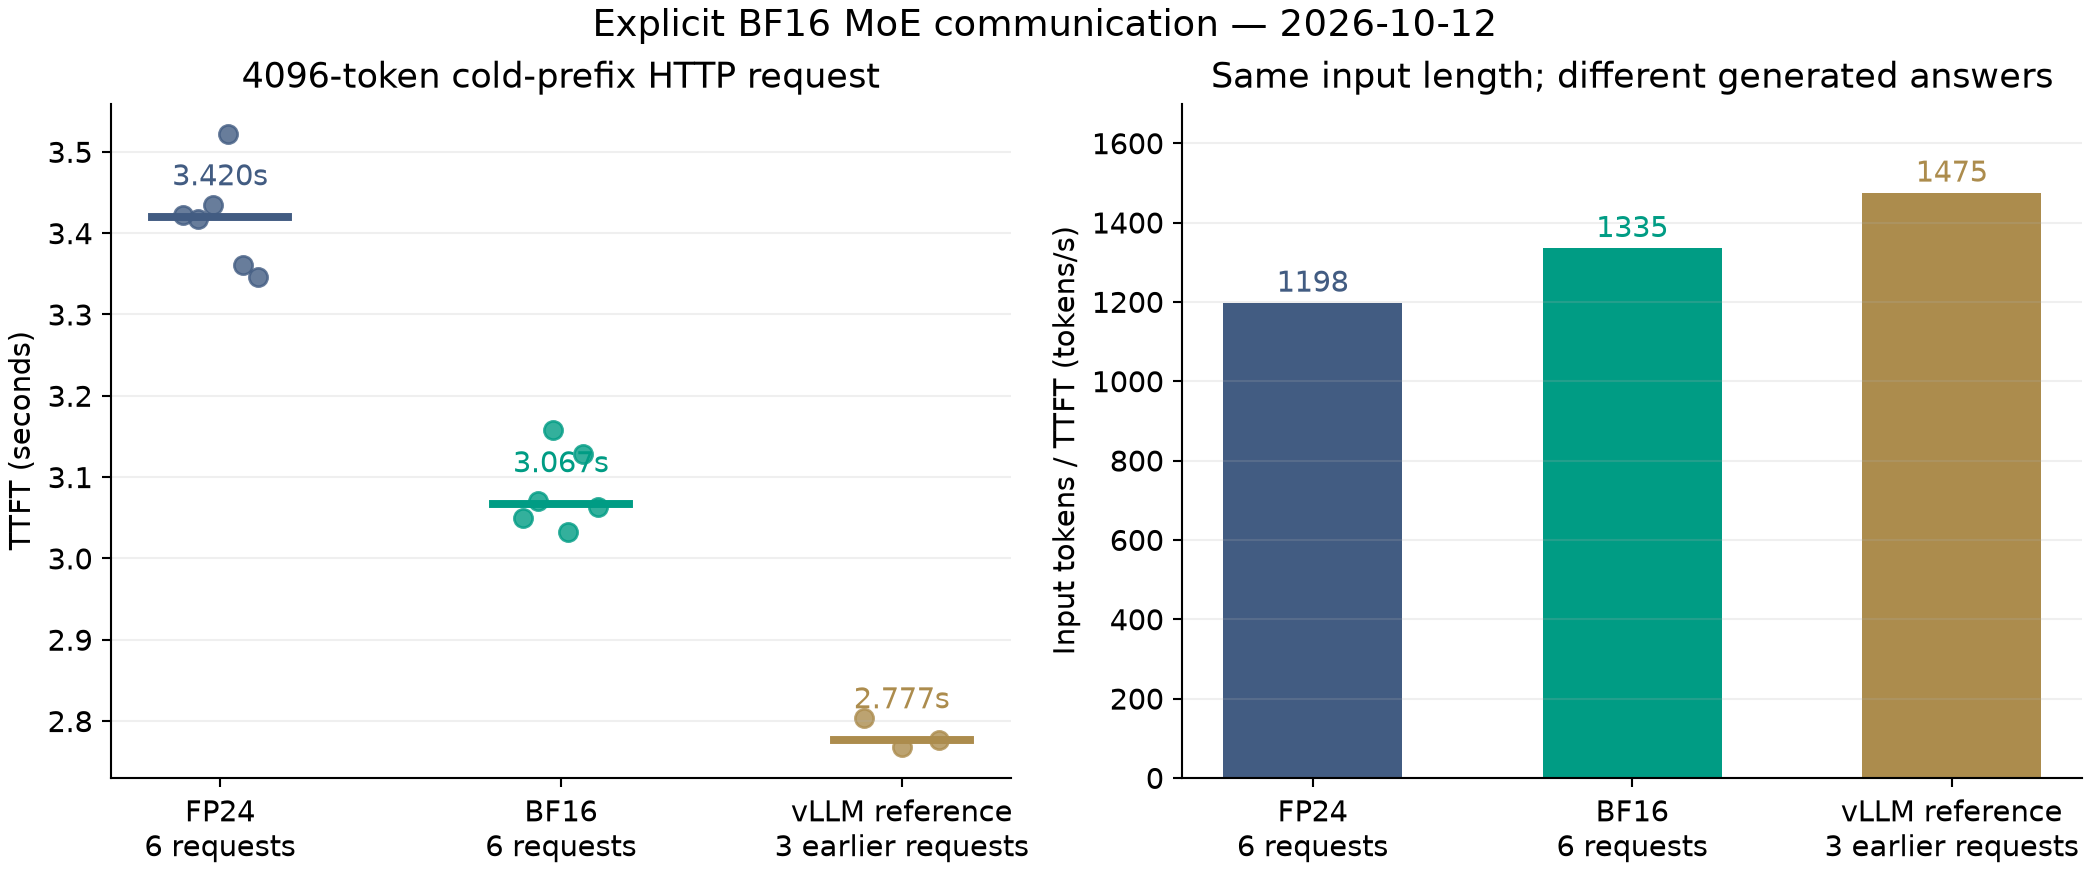 Explicit BF16 MoE communication — 2026-10-12
4096-token cold-prefix HTTP request
TTFT (seconds)
3.5
3.4
3.3
3.2
3.1
3.0
2.9
2.8
3.420s
3.067s
2.777s
FP24
6 requests
BF16
6 requests
vLLM reference
3 earlier requests
Same input length; different generated answers
Input tokens / TTFT (tokens/s)
1600
1400
1200
1000
800
600
400
200
0
1198
1335
1475
FP24
6 requests
BF16
6 requests
vLLM reference
3 earlier requests